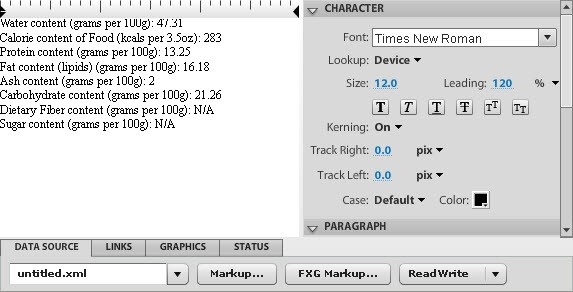 Water content (grams per 100g): 47.31
Calorie content of Food (kcals per 3.5oz): 283
Protein content (grams per 100g): 13.25
Fat content (lipids) (grams per 100g): 16.18
Ash content (grams per 100g): 2
Carbohydrate content (grams per 100g): 21.26
Dietary Fiber content (grams per 100g): N/A
Sugar content (grams per 100g): N/A
CHARACTER
Font: Times New Roman
Lookup: Device
Size: 12.0 Leading: 120 %
T T T T TT TT
Kerning: On
Track Right: 0.0 pix
Track Left: 0.0 pix
Case: Default Color:
PARAGRAPH
DATA SOURCE LINKS GRAPHICS STATUS
untitled.xml Markup... FXG Markup... ReadWrite